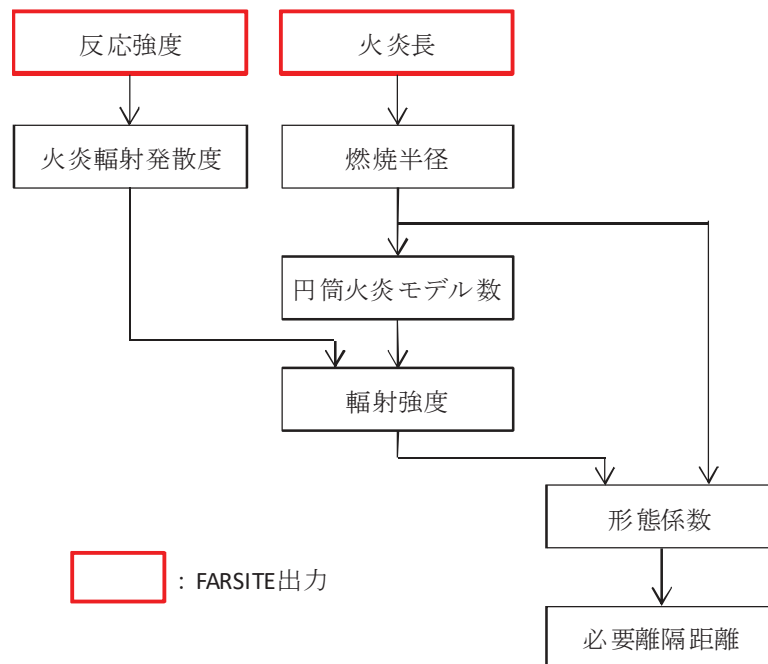 反応強度
火炎長
火炎輻射発散度
燃焼半径
円筒火炎モデル数
輻射強度
形態係数
：FARSITE出力
必要離隔距離